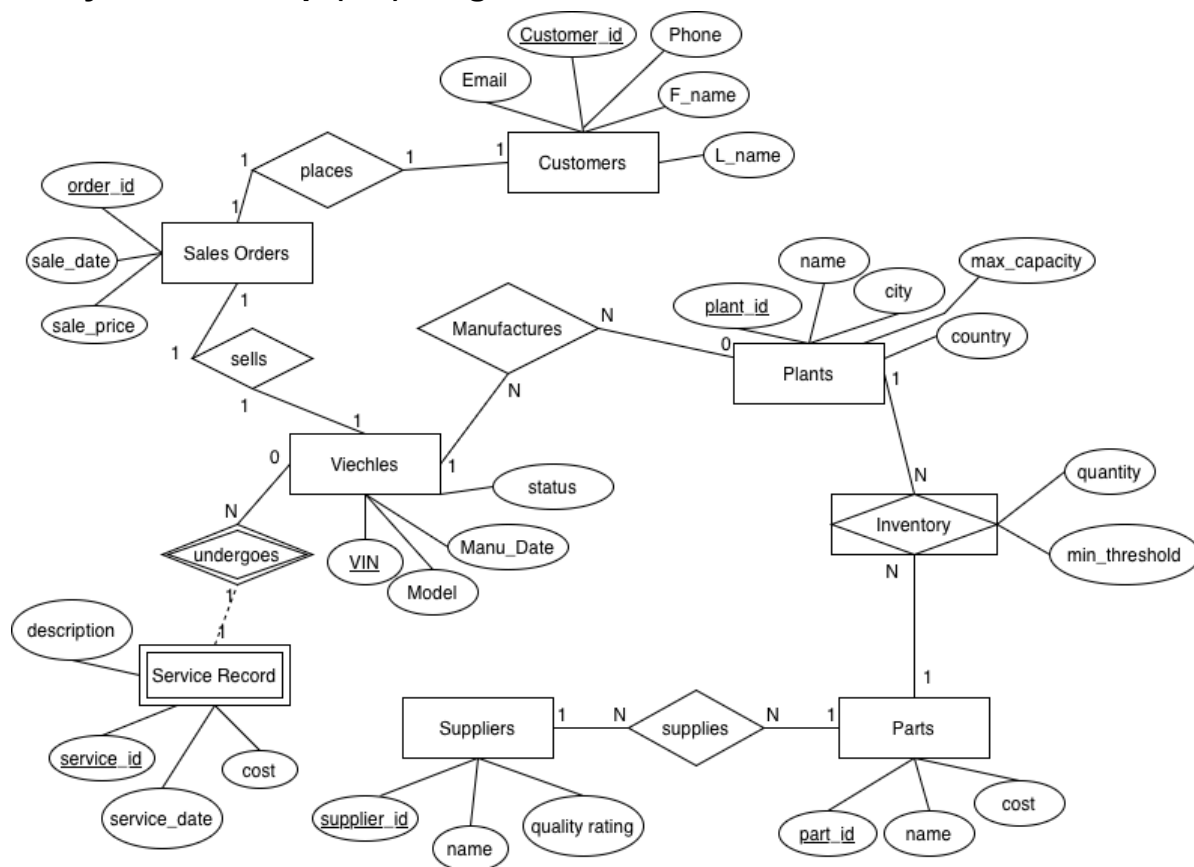 Customer_id
Phone
Email
F_name
Customers
L_name
1
places
1
1
order_id
1
Sales Orders
sale_date
sale_price
1
1
sells
1
1
name
max_capacity
plant_id
city
country
Manufactures
N
N
0
Plants
1
0
Viechles
1
status
N
undergoes
1
VIN
Manu_Date
Model
N
Inventory
quantity
min_threshold
N
description
1
Service Record
service_id
cost
service_date
Suppliers
1
N
supplies
N
1
Parts
1
supplier_id
name
quality rating
part_id
name
cost